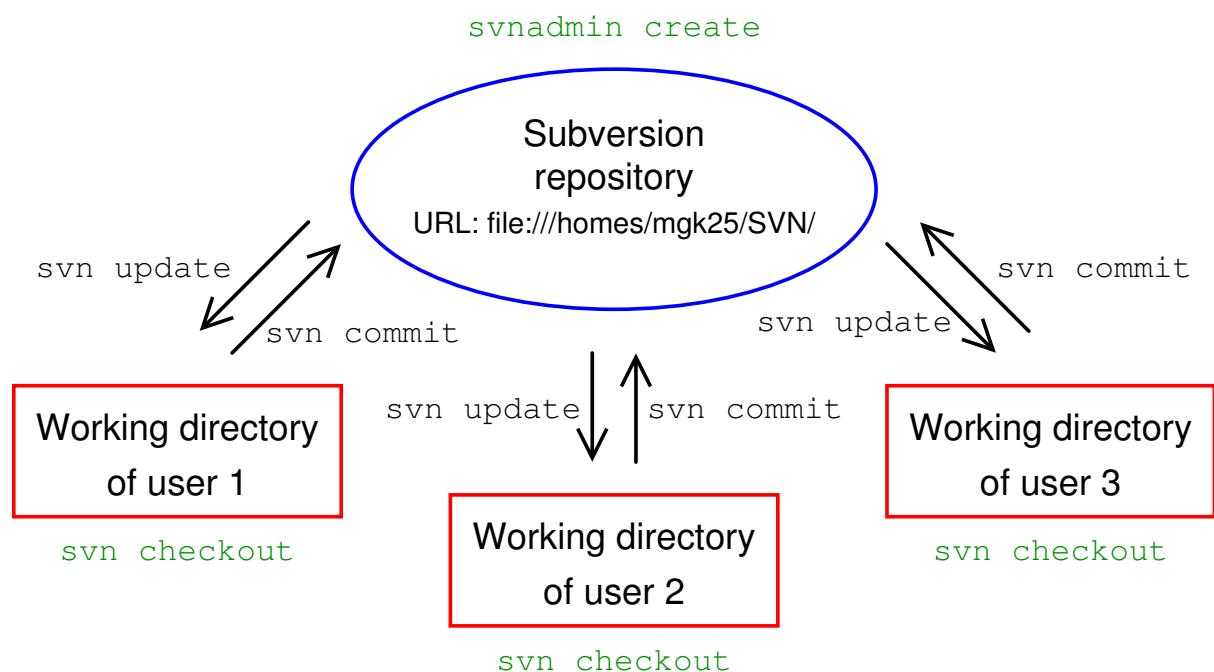 svnadmin create
Subversion
repository
URL: file:///homes/mgk25/SVN/
svn update
svn commit
svn commit
svn update
svn update
svn commit
Working directory
of user 1
svn checkout
Working directory
of user 2
svn checkout
Working directory
of user 3
svn checkout